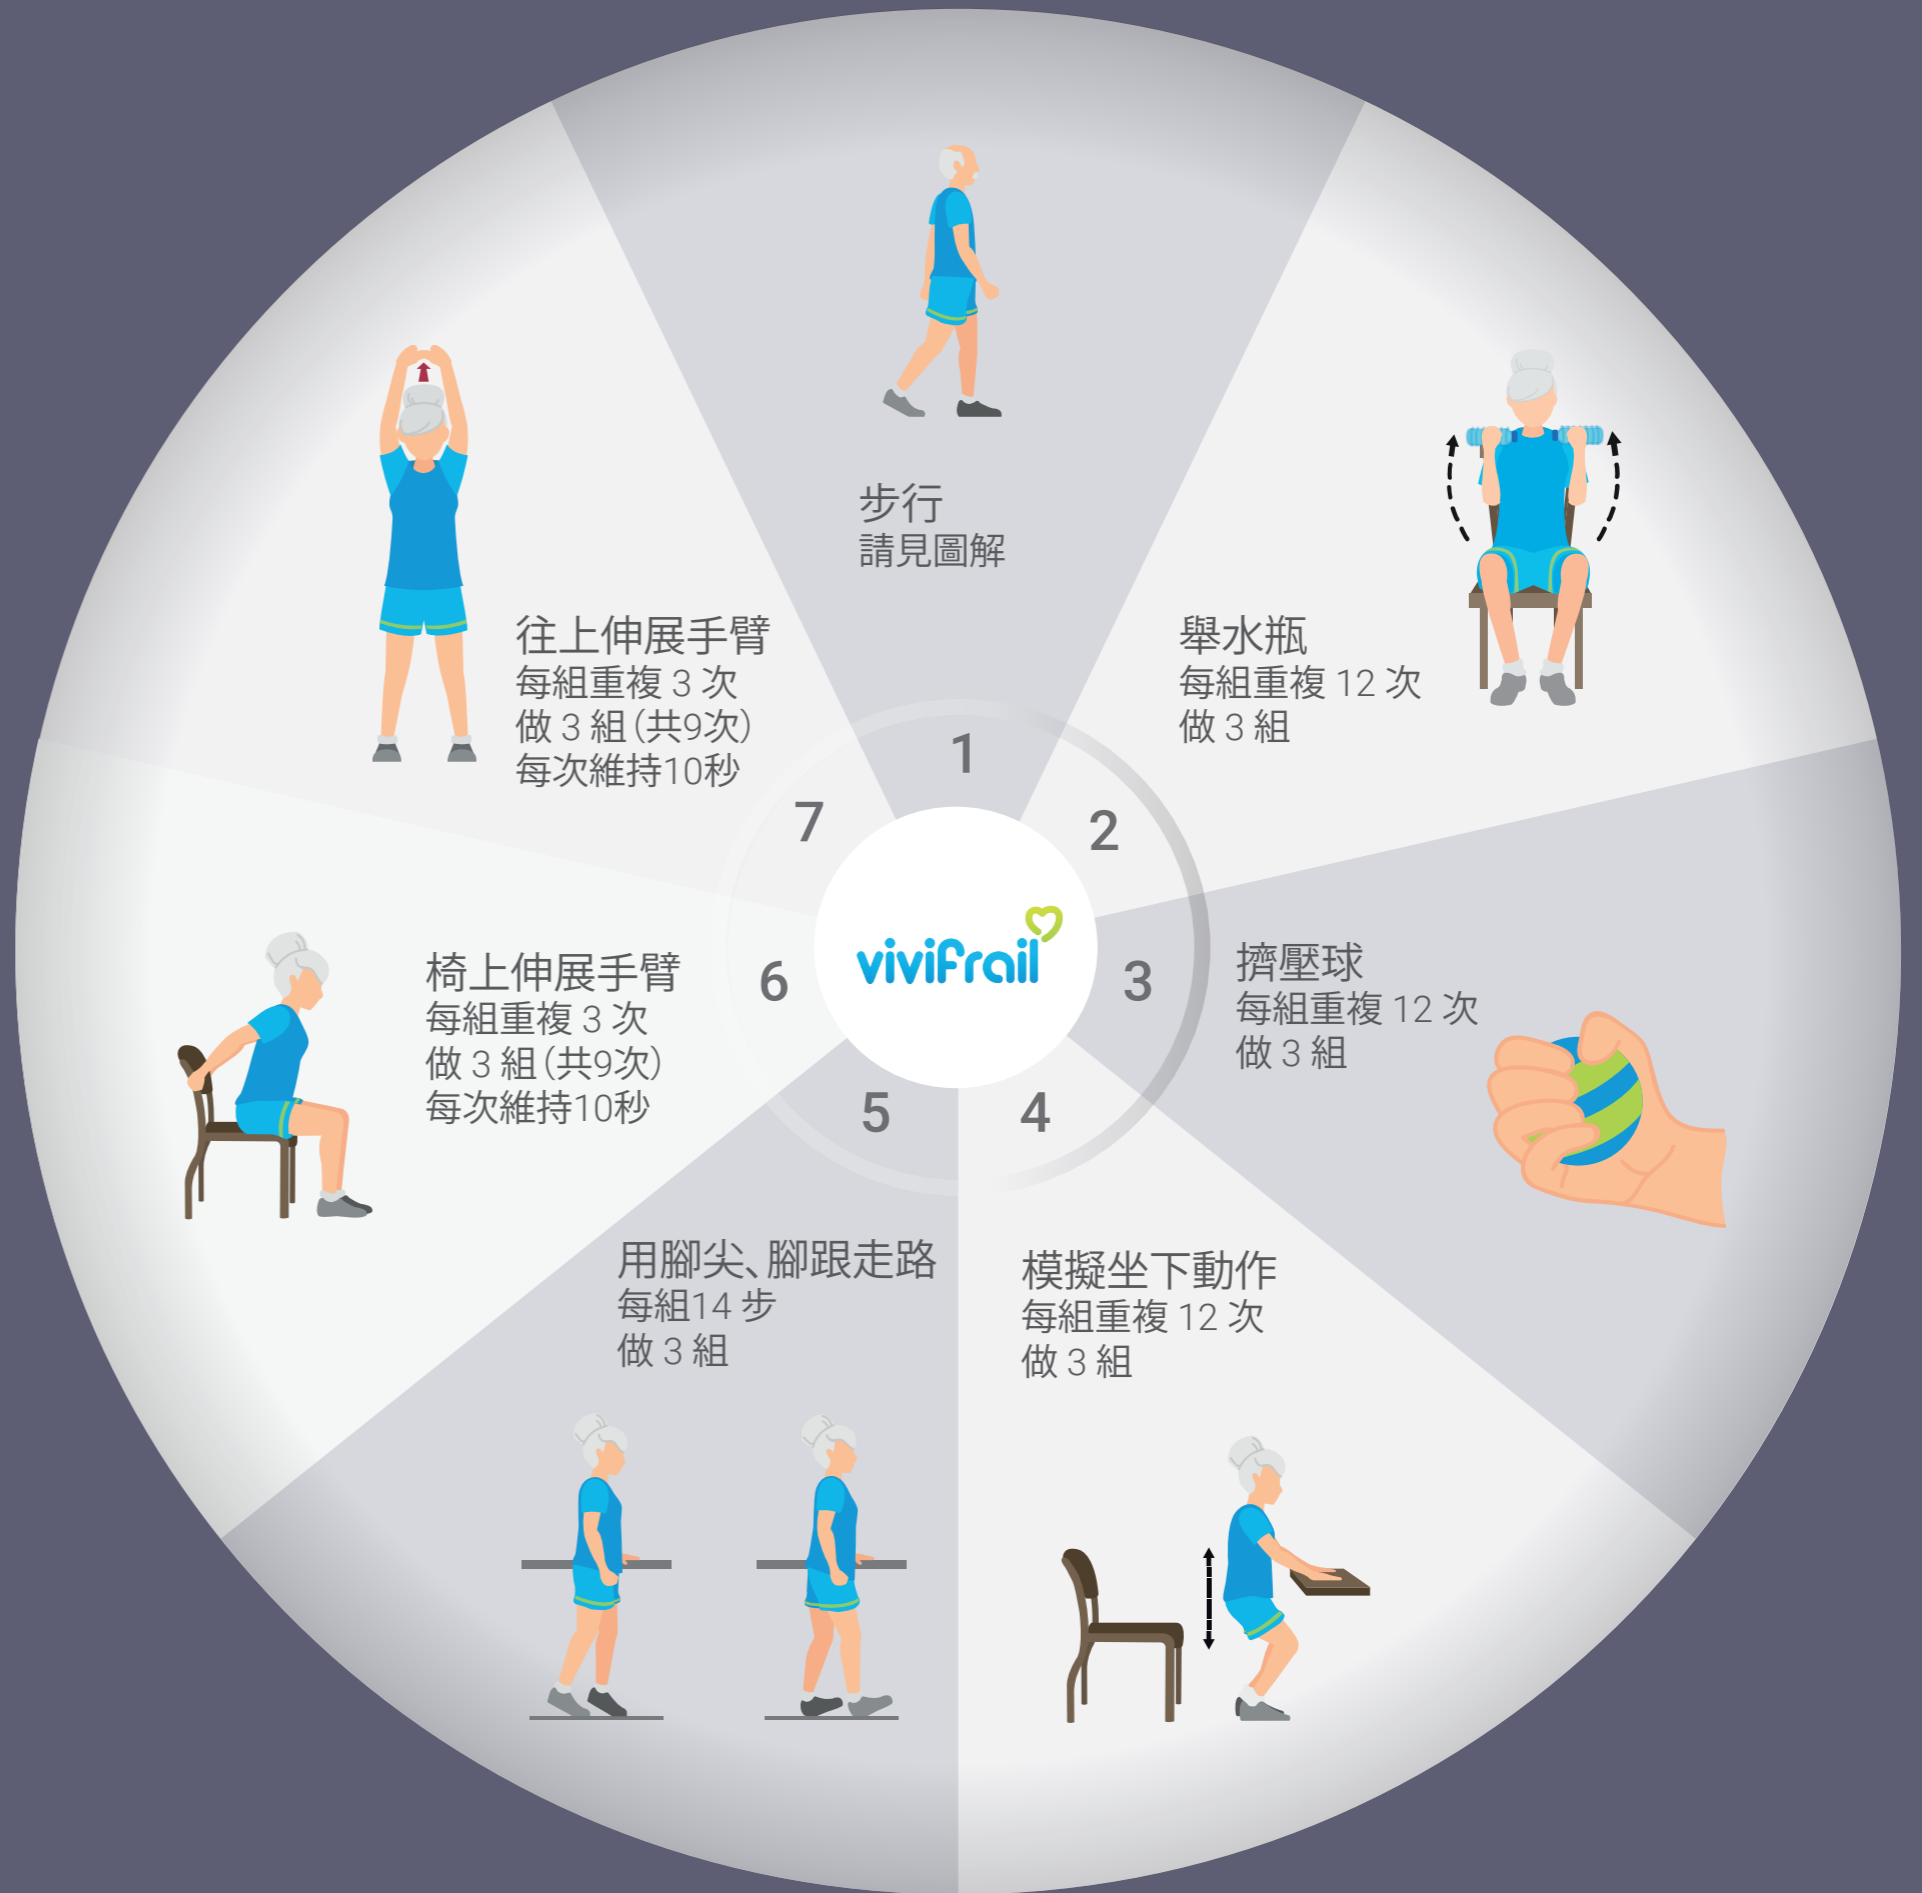 步行
請見圖解
1
舉水瓶
每組重複 12 次
做 3 組
2
擠壓球
每組重複 12 次
做 3 組
3
模擬坐下動作
每組重複 12 次
做 3 組
4
用腳尖、腳跟走路
每組14 步
做 3 組
5
椅上伸展手臂
每組重複 3 次
做 3 組(共9次)
每次維持10秒
6
往上伸展手臂
每組重複 3 次
做 3 組(共9次)
每次維持10秒
7
vivifrail